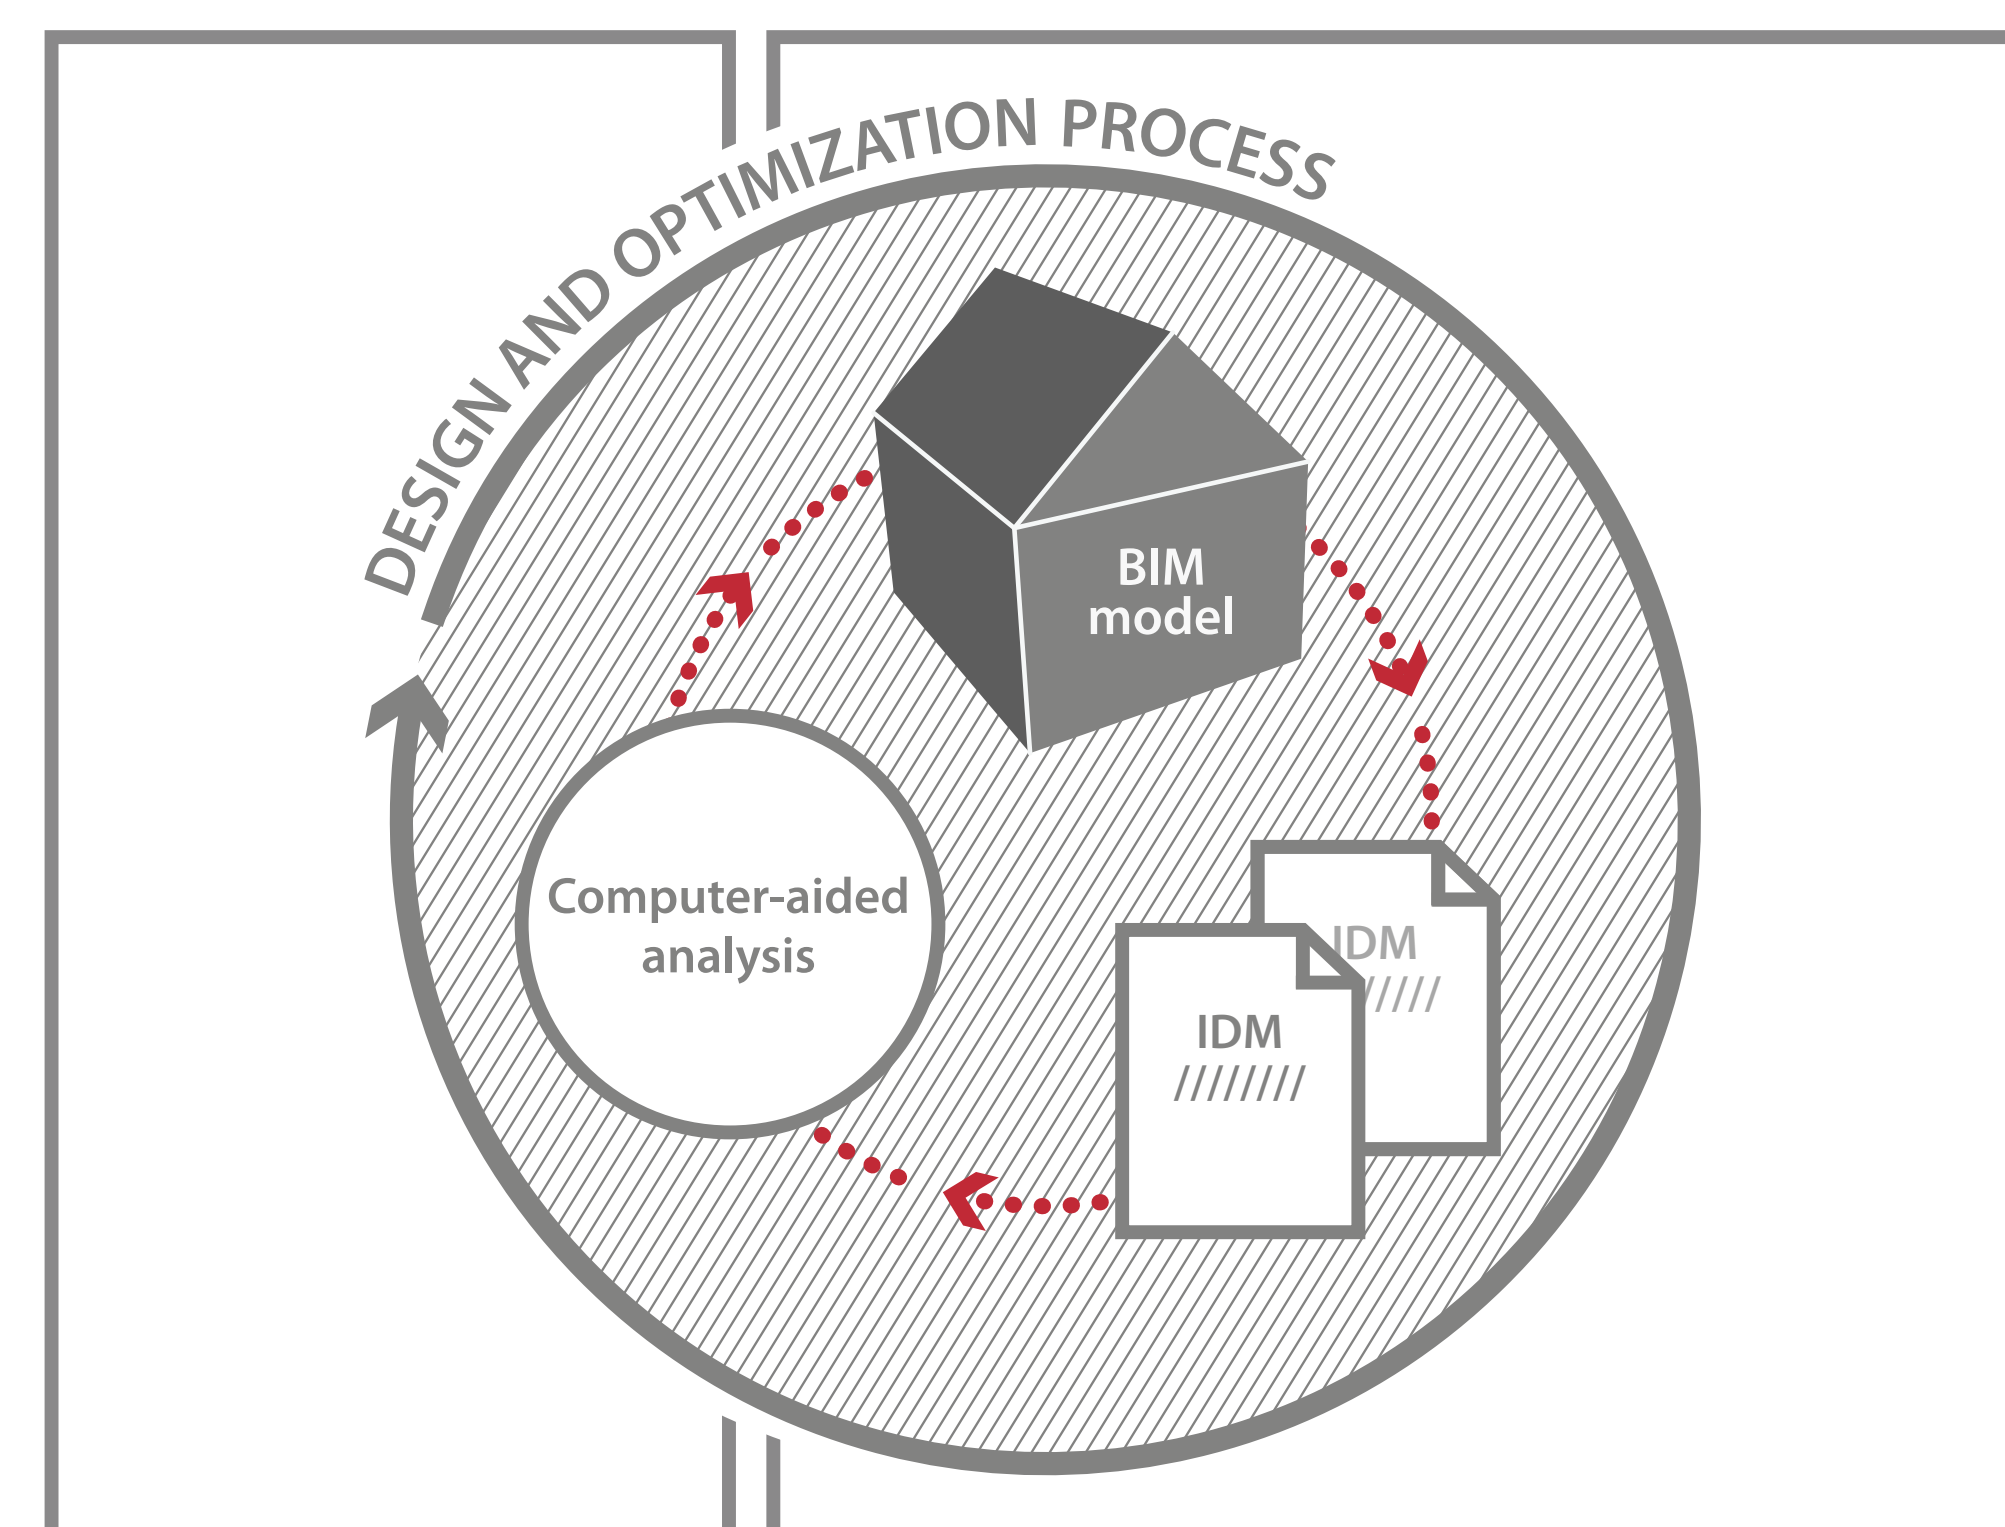 DESIGN AND OPTIMIZATION PROCESS
BIM
model
Computer-aided
analysis
IDM
/////
IDM
////////